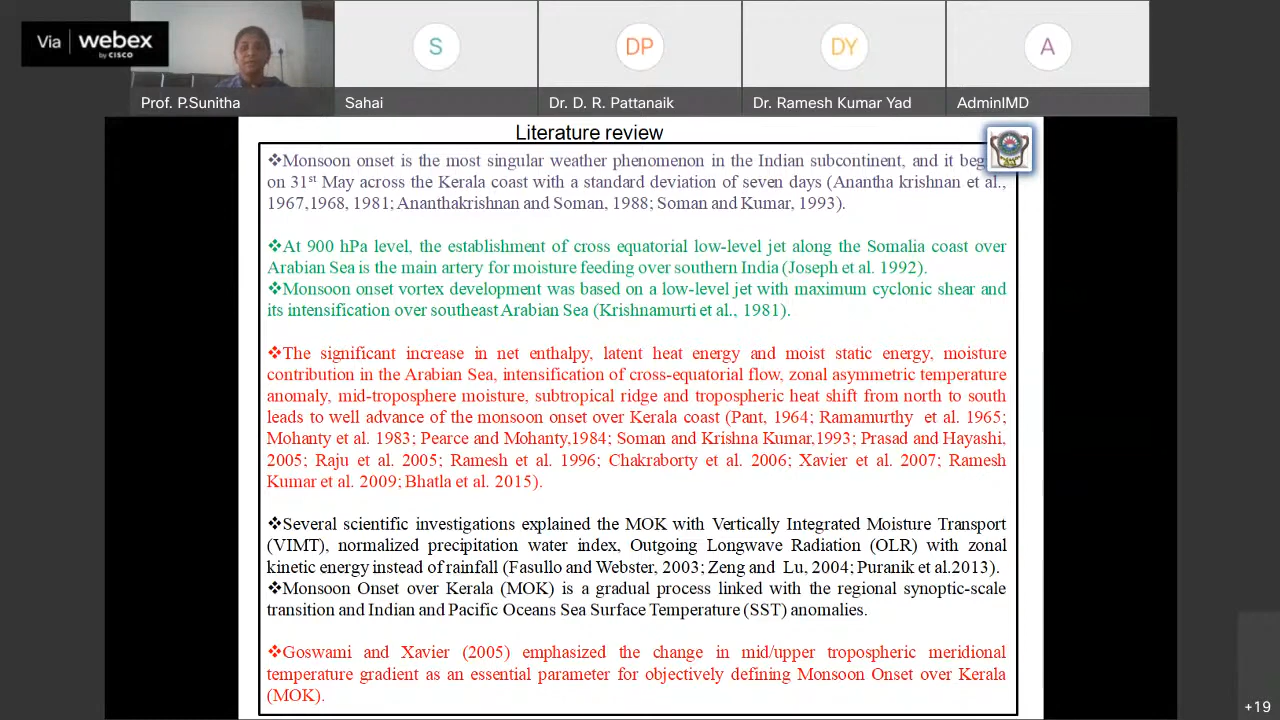 Via webex
by CISCO
S
DP
DY
A
Prof. P.Sunitha
Sahai
Dr. D. R. Pattanaik
Dr. Ramesh Kumar Yad
AdminIMD
Literature review
❖Monsoon onset is the most singular weather phenomenon in the Indian subcontinent, and it beg
on 31st May across the Kerala coast with a standard deviation of seven days (Anantha krishnan et al.,
1967,1968, 1981; Ananthakrishnan and Soman, 1988; Soman and Kumar, 1993).
❖At 900 hPa level, the establishment of cross equatorial low-level jet along the Somalia coast over
Arabian Sea is the main artery for moisture feeding over southern India (Joseph et al. 1992).
❖Monsoon onset vortex development was based on a low-level jet with maximum cyclonic shear and
its intensification over southeast Arabian Sea (Krishnamurti et al., 1981).
❖The significant increase in net enthalpy, latent heat energy and moist static energy, moisture
contribution in the Arabian Sea, intensification of cross-equatorial flow, zonal asymmetric temperature
anomaly, mid-troposphere moisture, subtropical ridge and tropospheric heat shift from north to south
leads to well advance of the monsoon onset over Kerala coast (Pant, 1964; Ramamurthy et al. 1965;
Mohanty et al. 1983; Pearce and Mohanty,1984; Soman and Krishna Kumar,1993; Prasad and Hayashi,
2005; Raju et al. 2005; Ramesh et al. 1996; Chakraborty et al. 2006; Xavier et al. 2007; Ramesh
Kumar et al. 2009; Bhatla et al. 2015).
❖Several scientific investigations explained the MOK with Vertically Integrated Moisture Transport
(VIMT), normalized precipitation water index, Outgoing Longwave Radiation (OLR) with zonal
kinetic energy instead of rainfall (Fasullo and Webster, 2003; Zeng and Lu, 2004; Puranik et al.2013).
❖Monsoon Onset over Kerala (MOK) is a gradual process linked with the regional synoptic-scale
transition and Indian and Pacific Oceans Sea Surface Temperature (SST) anomalies.
❖Goswami and Xavier (2005) emphasized the change in mid/upper tropospheric meridional
temperature gradient as an essential parameter for objectively defining Monsoon Onset over Kerala
(MOK).
+19